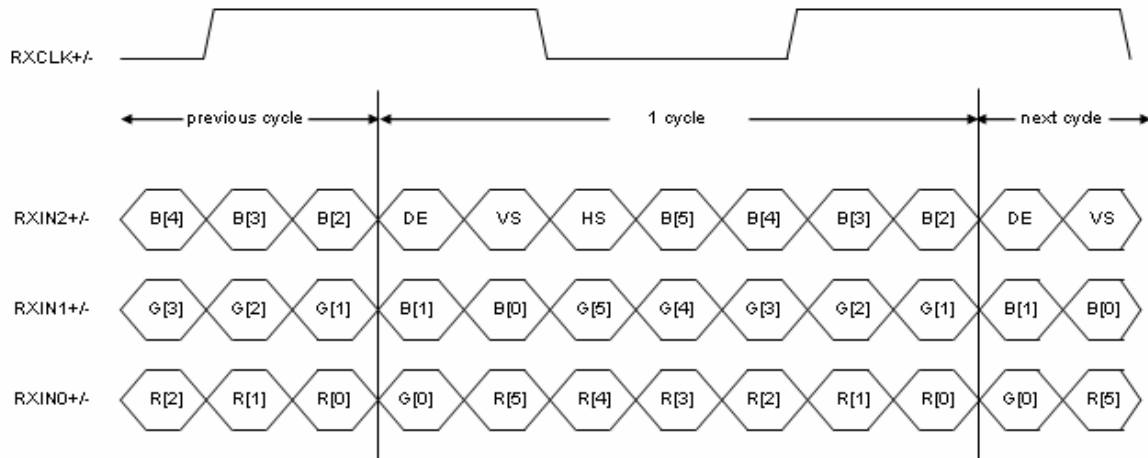 RXCLK+/-
previous cycle 1 cycle next cycle
RXIN2+/- B[4] B[3] B[2] DE VS HS B[5] B[4] B[3] B[2] DE VS
RXIN1+/- G[3] G[2] G[1] B[1] B[0] G[5] G[4] G[3] G[2] G[1] B[1] B[0]
RXIN0+/- R[2] R[1] R[0] G[0] R[5] R[4] R[3] R[2] R[1] R[0] G[0] R[5]